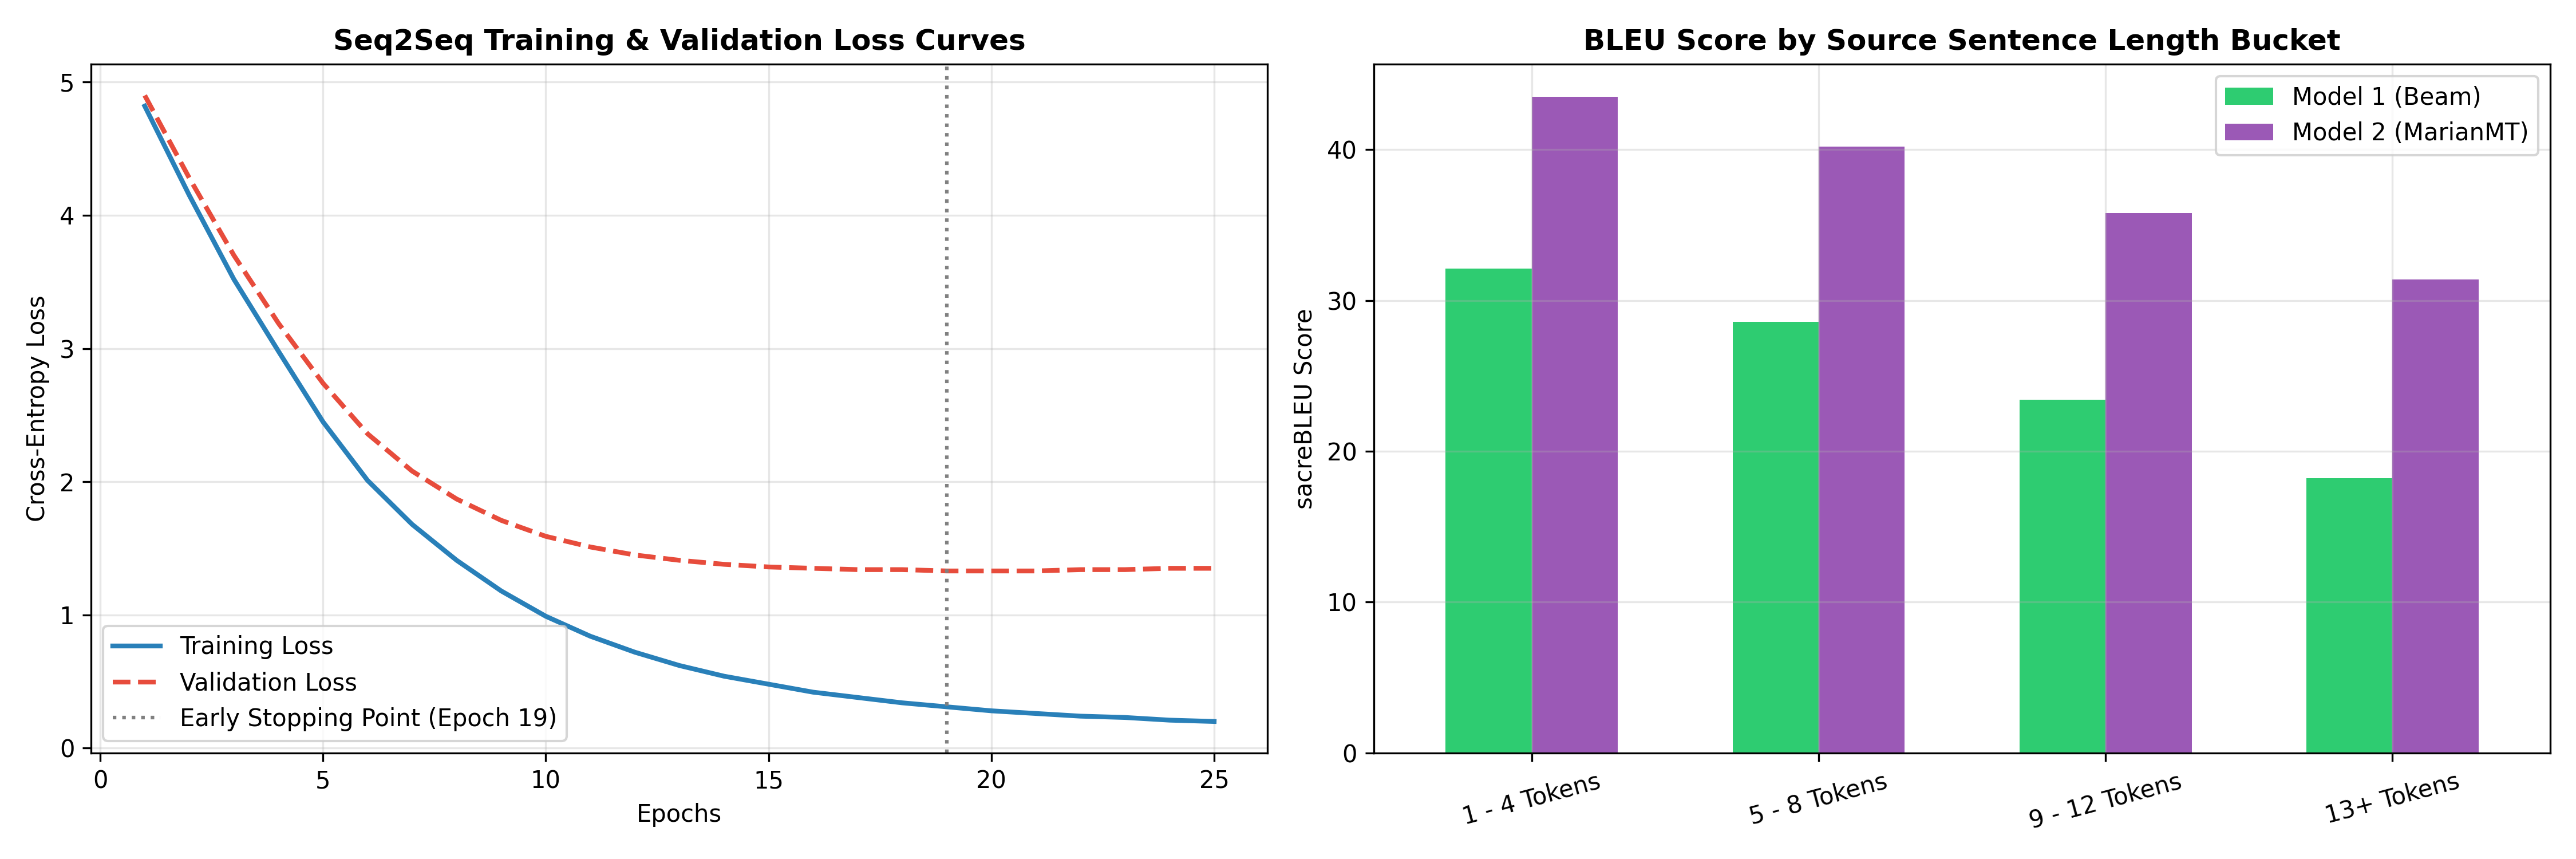 Seq2Seq Training & Validation Loss Curves
Cross-Entropy Loss
5
4
3
2
1
0
Training Loss
Validation Loss
Early Stopping Point (Epoch 19)
0 5 10 15 20 25
Epochs
BLEU Score by Source Sentence Length Bucket
sacreBLEU Score
40
30
20
10
0
Model 1 (Beam)
Model 2 (MarianMT)
1 - 4 Tokens
5 - 8 Tokens
9 - 12 Tokens
13+ Tokens